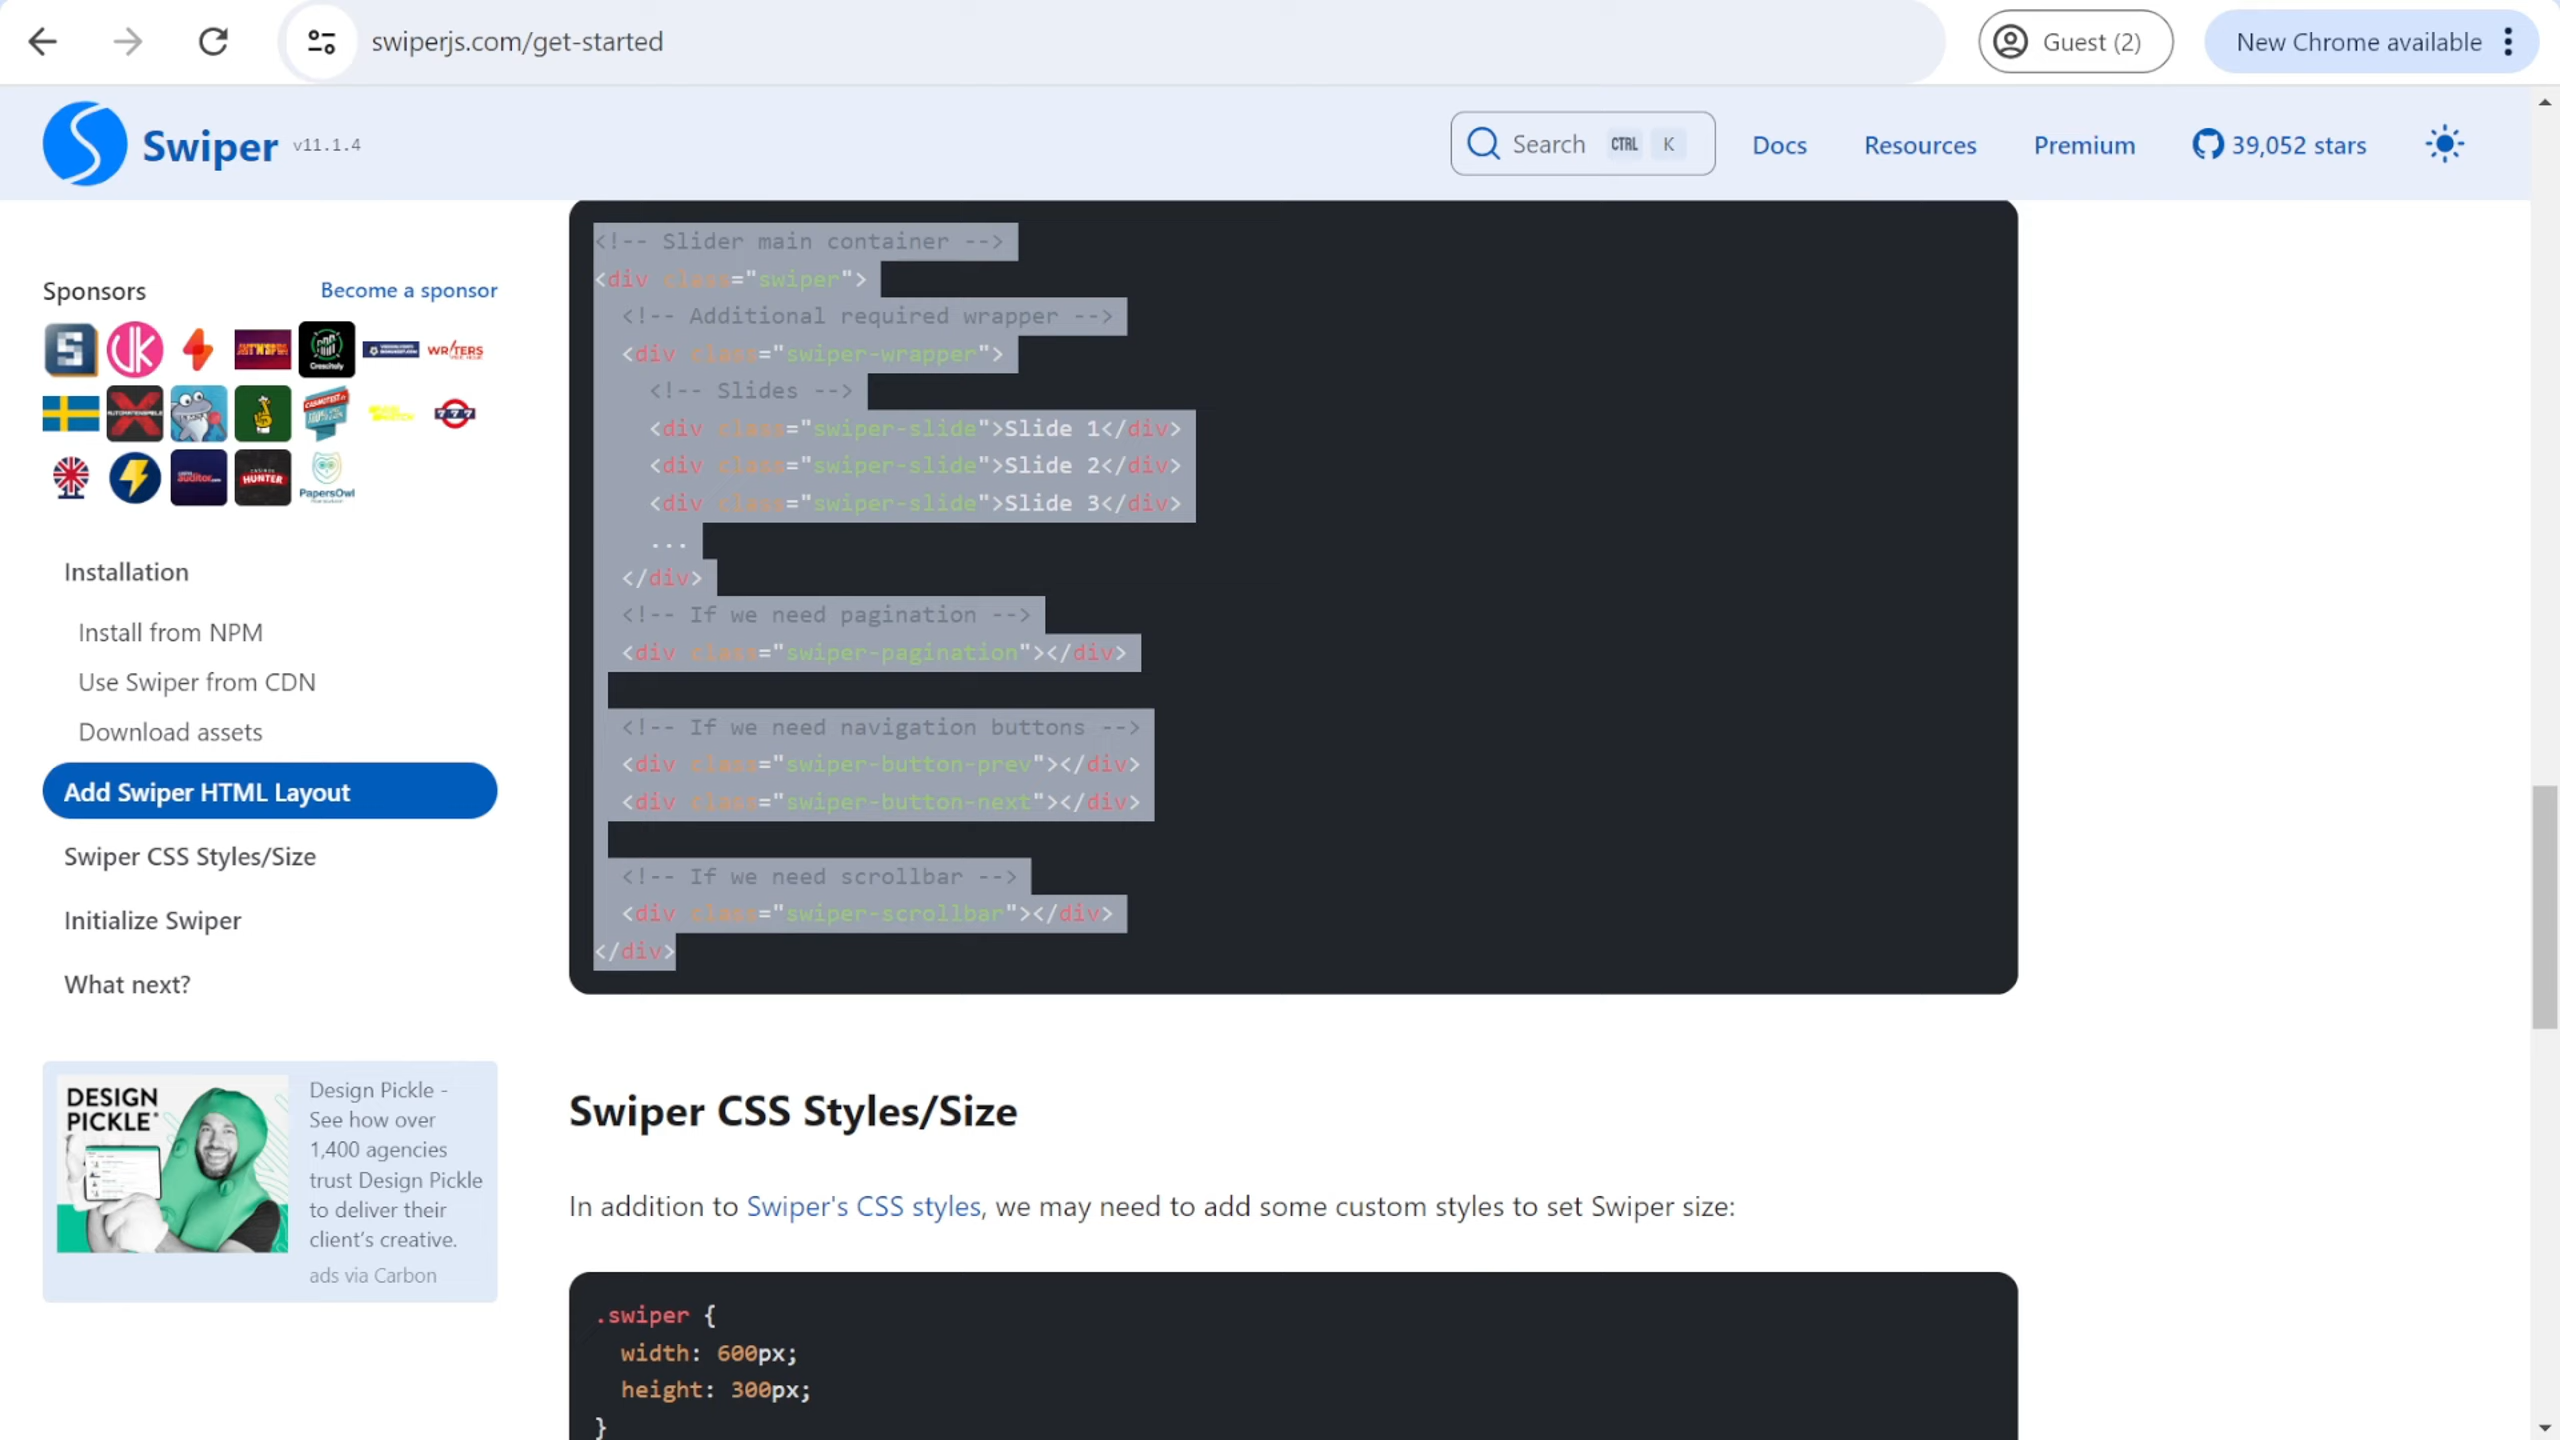 swiperjs.com/get-started
Guest (2)
New Chrome available
Swiper v11.1.4
Search CTRL K
Docs
Resources
Premium
39,052 stars
Sponsors
Become a sponsor
Installation
Install from NPM
Use Swiper from CDN
Download assets
Add Swiper HTML Layout
Swiper CSS Styles/Size
Initialize Swiper
What next?
DESIGN
PICKLE
Design Pickle -
See how over
1,400 agencies
trust Design Pickle
to deliver their
client’s creative.
ads via Carbon
<!-- Slider main container -->
<div class="swiper">
<!-- Additional required wrapper -->
<div class="swiper-wrapper">
<!-- Slides -->
<div class="swiper-slide">Slide 1</div>
<div class="swiper-slide">Slide 2</div>
<div class="swiper-slide">Slide 3</div>
...
</div>
<!-- If we need pagination -->
<div class="swiper-pagination"></div>
<!-- If we need navigation buttons -->
<div class="swiper-button-prev"></div>
<div class="swiper-button-next"></div>
<!-- If we need scrollbar -->
<div class="swiper-scrollbar"></div>
</div>
Swiper CSS Styles/Size
In addition to Swiper's CSS styles, we may need to add some custom styles to set Swiper size:
.swiper {
width: 600px;
height: 300px;
}